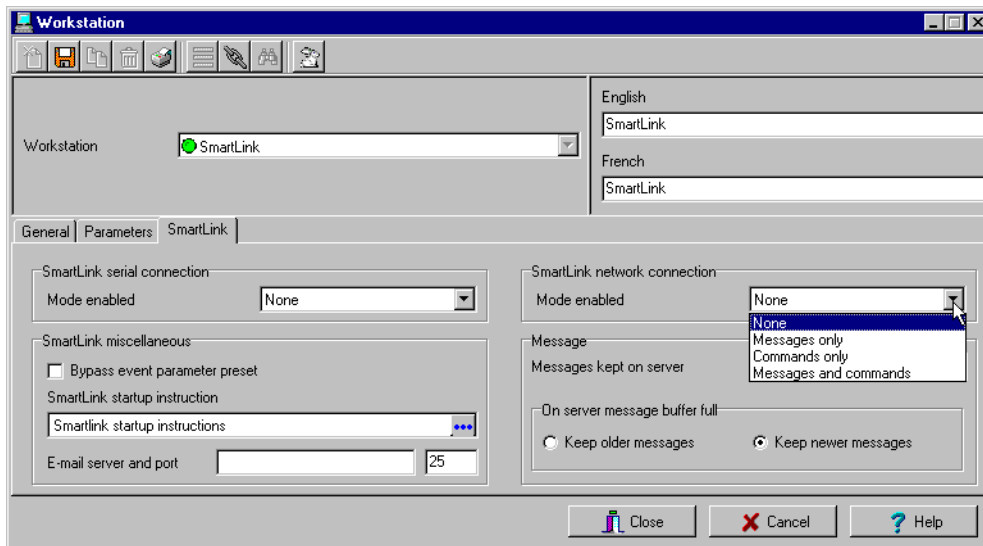 Workstation
English
SmartLink
Workstation
SmartLink
French
SmartLink
General
Parameters
SmartLink
SmartLink serial connection
Mode enabled
None
SmartLink network connection
Mode enabled
None
None
Messages only
Commands only
Messages and commands
SmartLink miscellaneous
Bypass event parameter preset
SmartLink startup instruction
Smartlink startup instructions
E-mail server and port
25
Message
Messages kept on server
On server message buffer full
Keep older messages
Keep newer messages
Close
Cancel
Help